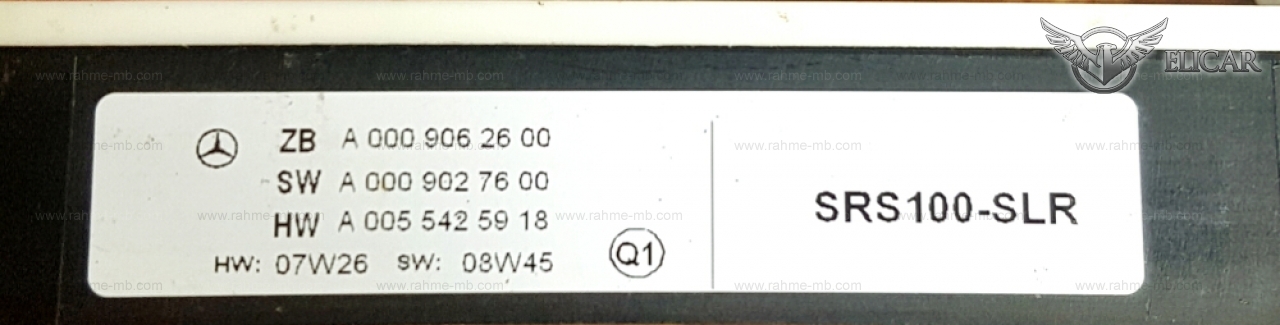 ELICAR
ZB A 000 906 26 00
SW A 000 902 76 00
HW A 005 542 59 18
HW: 07W26 SW: 08W45
Q1
SRS100-SLR
www.rahme-mb.com